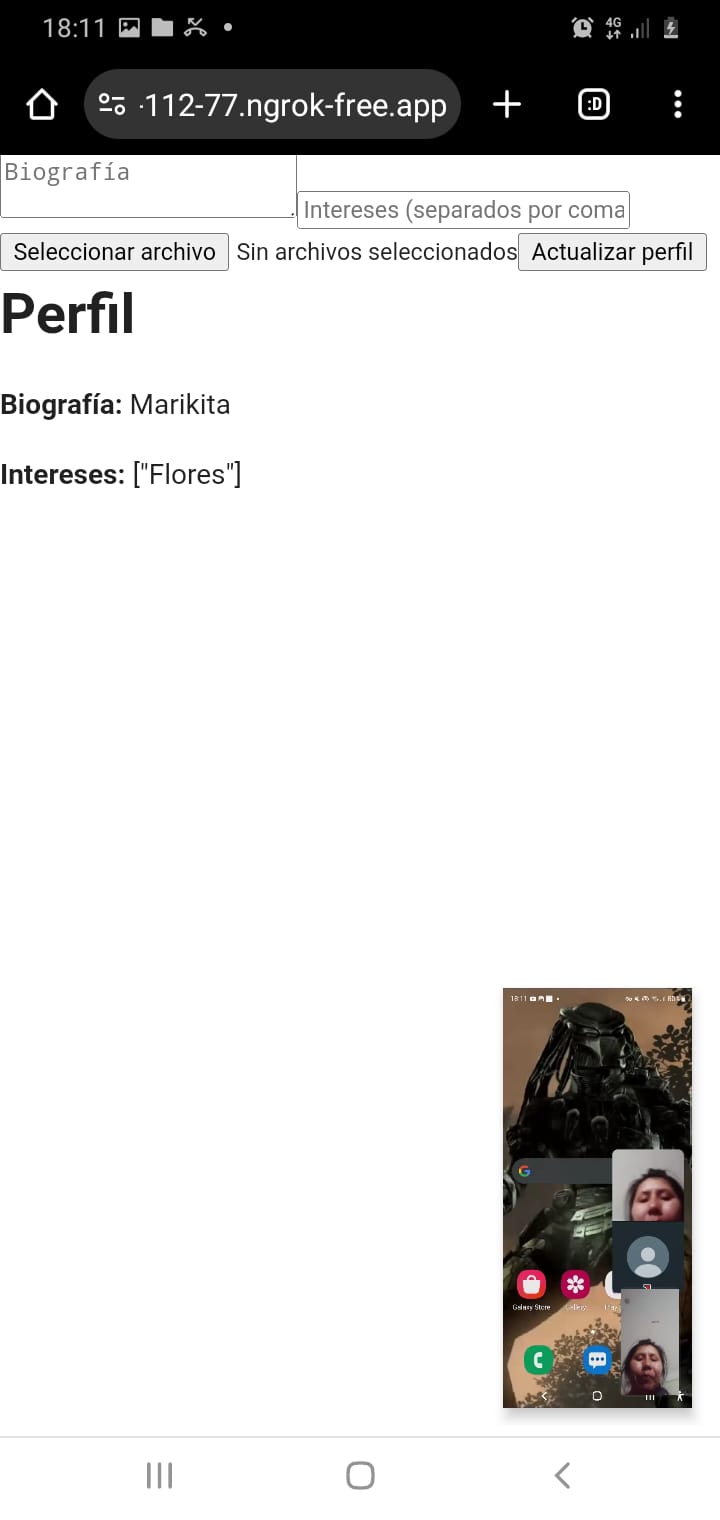 18:11
4G
·112-77.ngrok-free.app
:D
Biografía
Intereses (separados por coma
Seleccionar archivo Sin archivos seleccionados Actualizar perfil
Perfil
Biografía: Marikita
Intereses: ["Flores"]
18:11
Galaxy Store Gallery